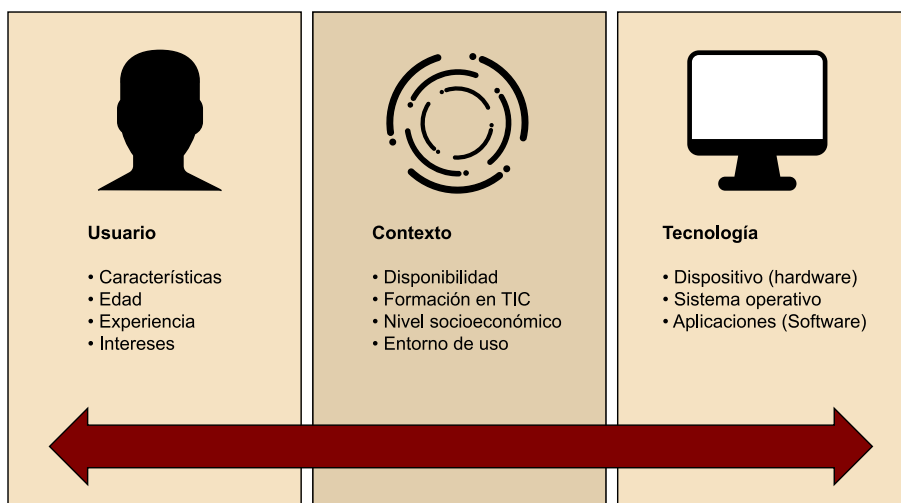 Usuario
• Características
• Edad
• Experiencia
• Intereses
Contexto
• Disponibilidad
• Formación en TIC
• Nivel socioeconómico
• Entorno de uso
Tecnología
• Dispositivo (hardware)
• Sistema operativo
• Aplicaciones (Software)